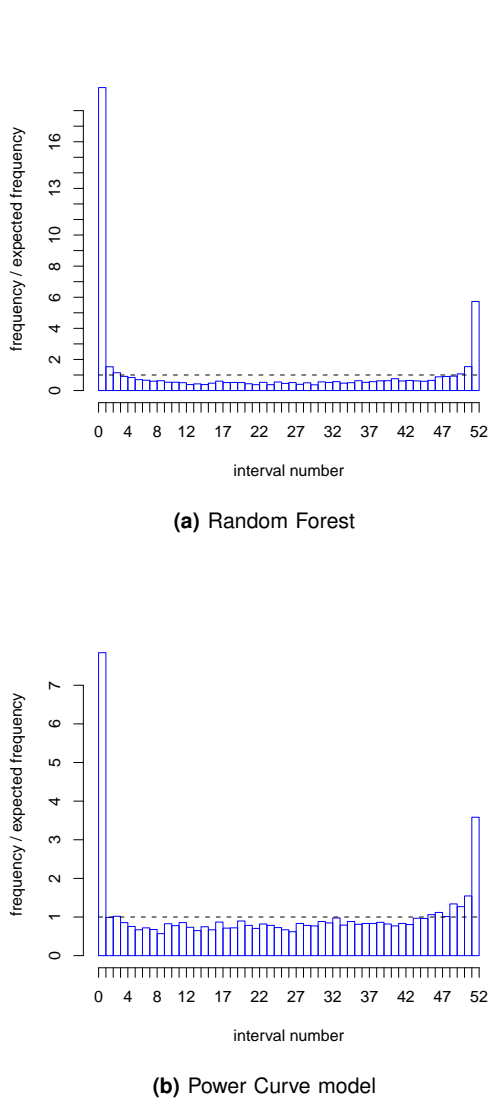 frequency / expected frequency
16
13
10
8
6
4
2
0
0 4 8 12 17 22 27 32 37 42 47 52
interval number
(a) Random Forest
frequency / expected frequency
7
6
5
4
3
2
1
0
0 4 8 12 17 22 27 32 37 42 47 52
interval number
(b) Power Curve model